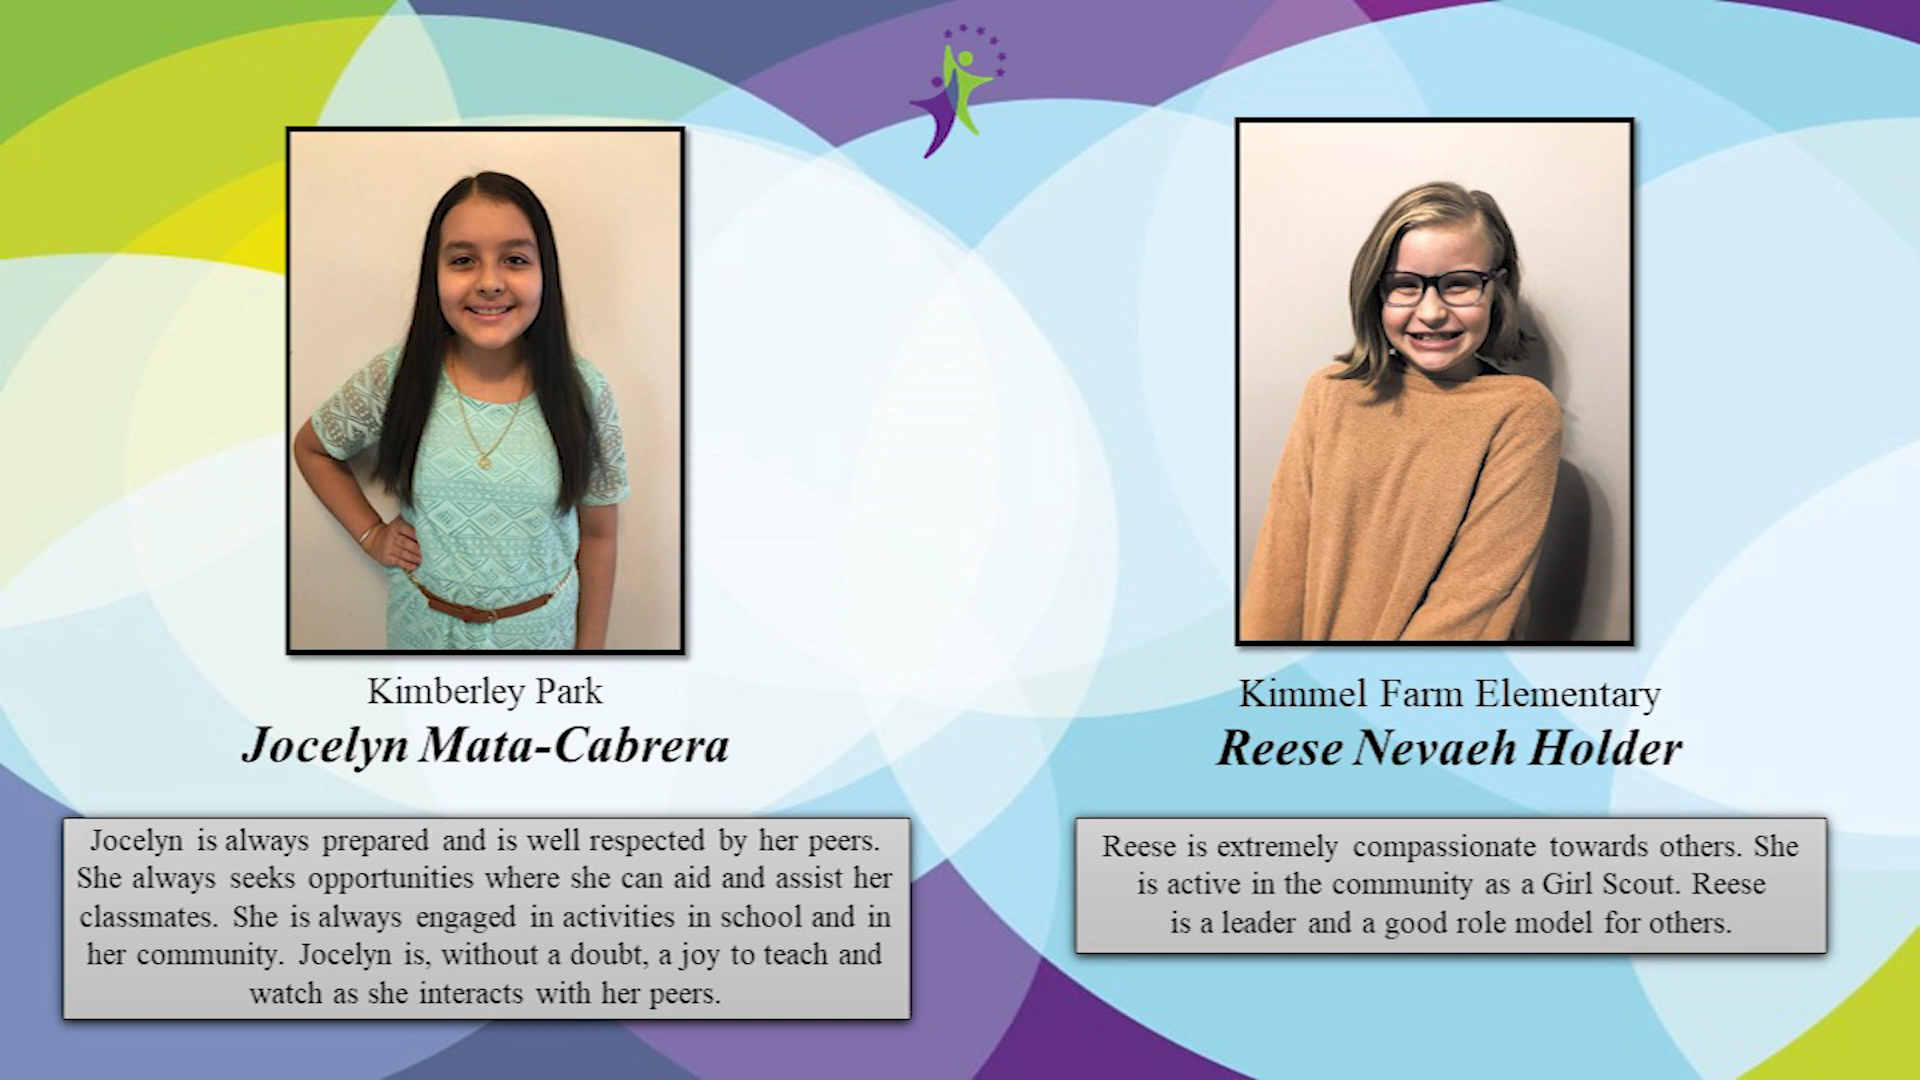 Kimberley Park
Jocelyn Mata-Cabrera
Jocelyn is always prepared and is well respected by her peers.
She always seeks opportunities where she can aid and assist her
classmates. She is always engaged in activities in school and in
her community. Jocelyn is, without a doubt, a joy to teach and
watch as she interacts with her peers.
Kimmel Farm Elementary
Reese Nevaeh Holder
Reese is extremely compassionate towards others. She
is active in the community as a Girl Scout. Reese
is a leader and a good role model for others.